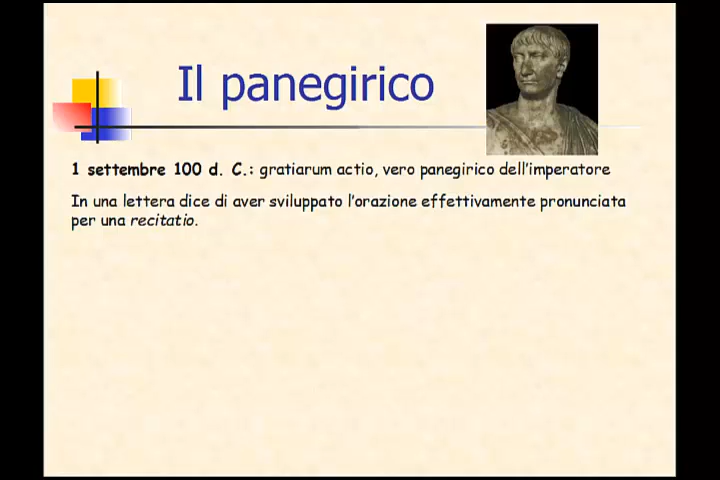 Il panegirico
1 settembre 100 d. C.: gratiarum actio, vero panegirico dell'imperatore
In una lettera dice di aver sviluppato l'orazione effettivamente pronunciata
per una recitatio.